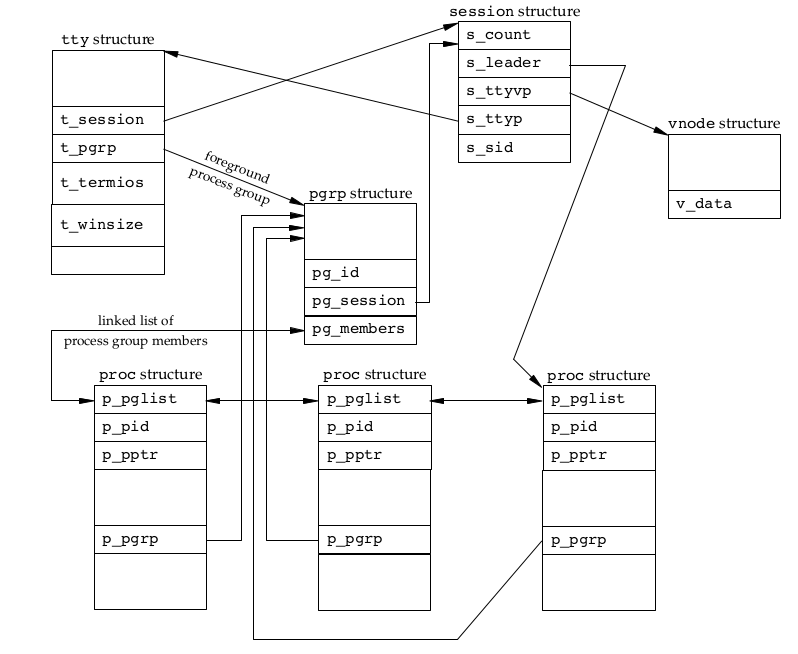 session structure
s_count
s_leader
s_ttyvp
s_ttyp
s_sid
tty structure
t_session
t_pgrp
t_termios
t_winsize
foreground
process group
vnode structure
v_data
pgrp structure
pg_id
pg_session
pg_members
linked list of
process group members
proc structure
p_pglist
p_pid
p_pptr
p_pgrp
proc structure
p_pglist
p_pid
p_pptr
p_pgrp
proc structure
p_pglist
p_pid
p_pptr
p_pgrp